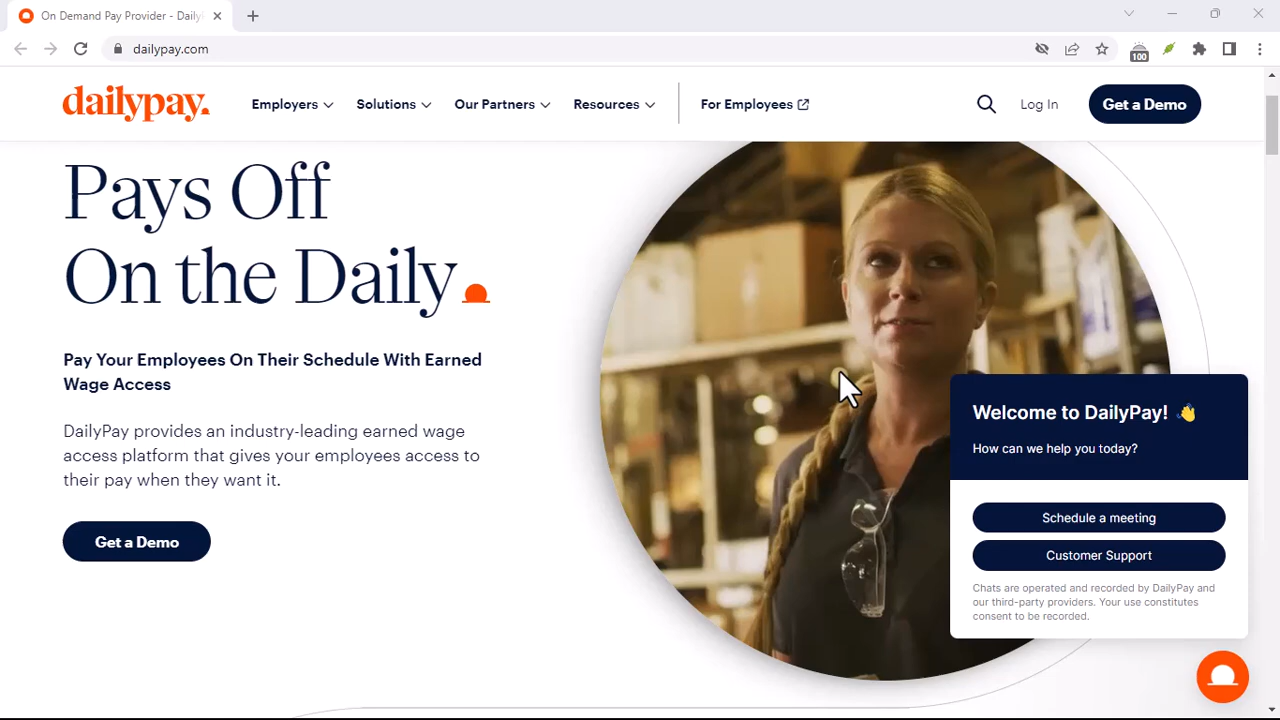 On Demand Pay Provider - Daily
dailypay.com
100
dailypay.
Employers
Solutions
Our Partners
Resources
For Employees
Log In
Get a Demo
Pays Off
On the Daily
Pay Your Employees On Their Schedule With Earned
Wage Access
DailyPay provides an industry-leading earned wage
access platform that gives your employees access to
their pay when they want it.
Get a Demo
Welcome to DailyPay! 👋
How can we help you today?
Schedule a meeting
Customer Support
Chats are operated and recorded by DailyPay and
our third-party providers. Your use constitutes
consent to be recorded.